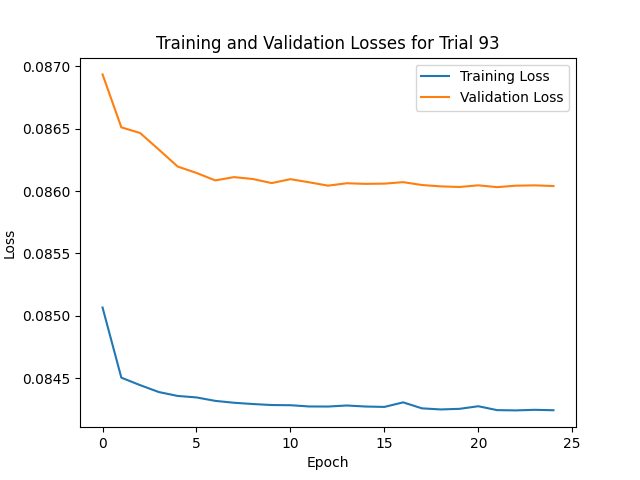 Training and Validation Losses for Trial 93
Training Loss
Validation Loss
Loss
0.0870
0.0865
0.0860
0.0855
0.0850
0.0845
0 5 10 15 20 25
Epoch